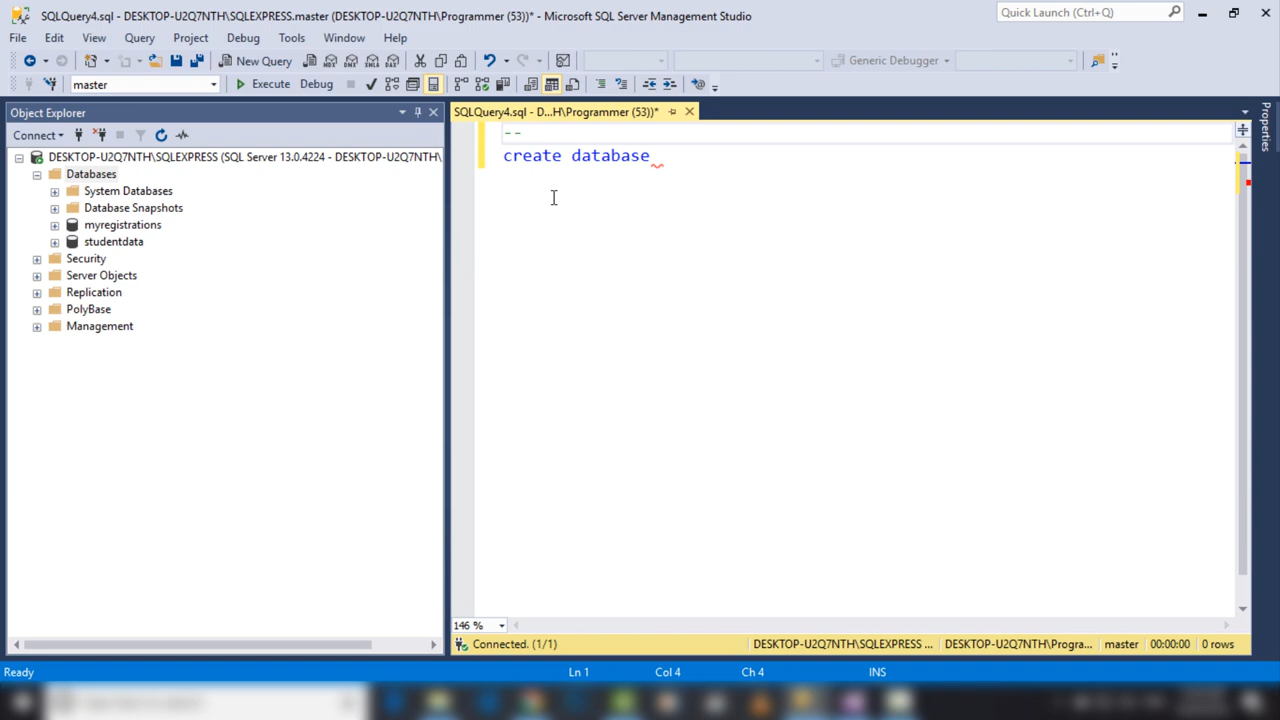 SQLQuery4.sql - DESKTOP-U2Q7NTH\SQLEXPRESS.master (DESKTOP-U2Q7NTH\Programmer (53))* - Microsoft SQL Server Management Studio
Quick Launch (Ctrl+Q)
File Edit View Query Project Debug Tools Window Help
New Query
Generic Debugger
master
Execute Debug
Object Explorer
SQLQuery4.sql - D...H\Programmer (53))*
Properties
Connect
--
create database
DESKTOP-U2Q7NTH\SQLEXPRESS (SQL Server 13.0.4224 - DESKTOP-U2Q7NTH\
Databases
System Databases
Database Snapshots
myregistrations
studentdata
Security
Server Objects
Replication
PolyBase
Management
146 %
Connected. (1/1)
DESKTOP-U2Q7NTH\SQLEXPRESS ... DESKTOP-U2Q7NTH\Progra... master 00:00:00 0 rows
Ready Ln 1 Col 4 Ch 4 INS